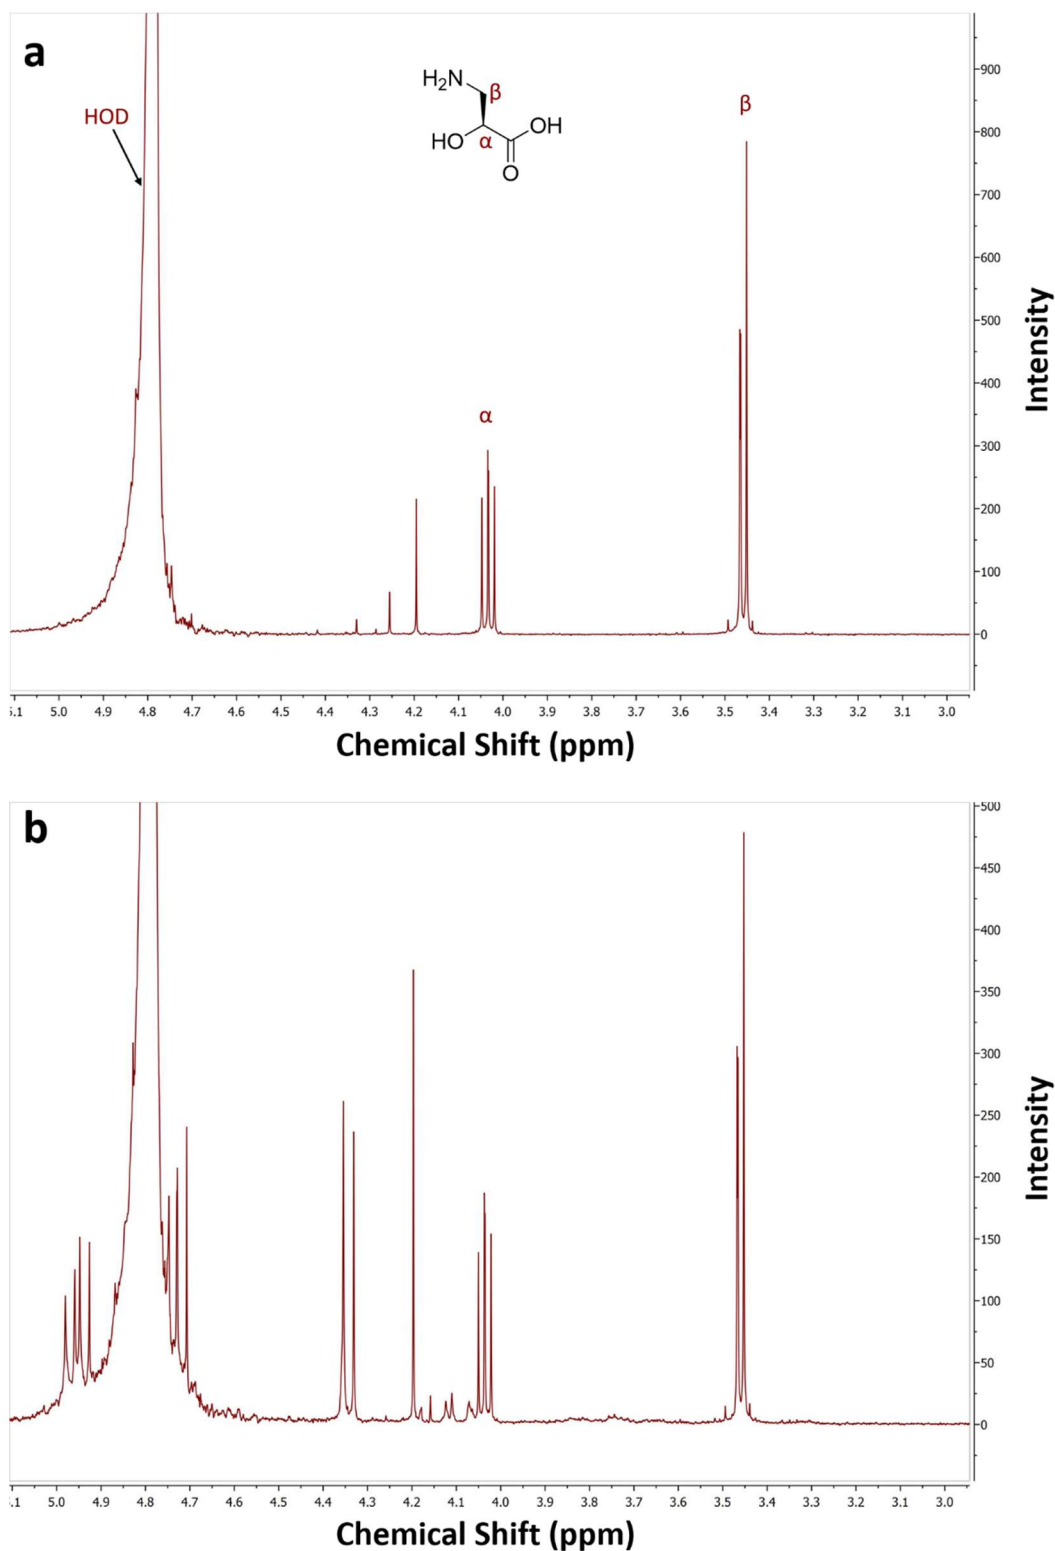 a
HOD
H₂N
β
HO
α
OH
O
β
α
900
800
700
600
500
400
300
200
100
0
Intensity
5.1 5.0 4.9 4.8 4.7 4.6 4.5 4.4 4.3 4.2 4.1 4.0 3.9 3.8 3.7 3.6 3.5 3.4 3.3 3.2 3.1 3.0
Chemical Shift (ppm)
b
500
450
400
350
300
250
200
150
100
50
0
Intensity
.1 5.0 4.9 4.8 4.7 4.6 4.5 4.4 4.3 4.2 4.1 4.0 3.9 3.8 3.7 3.6 3.5 3.4 3.3 3.2 3.1 3.0
Chemical Shift (ppm)